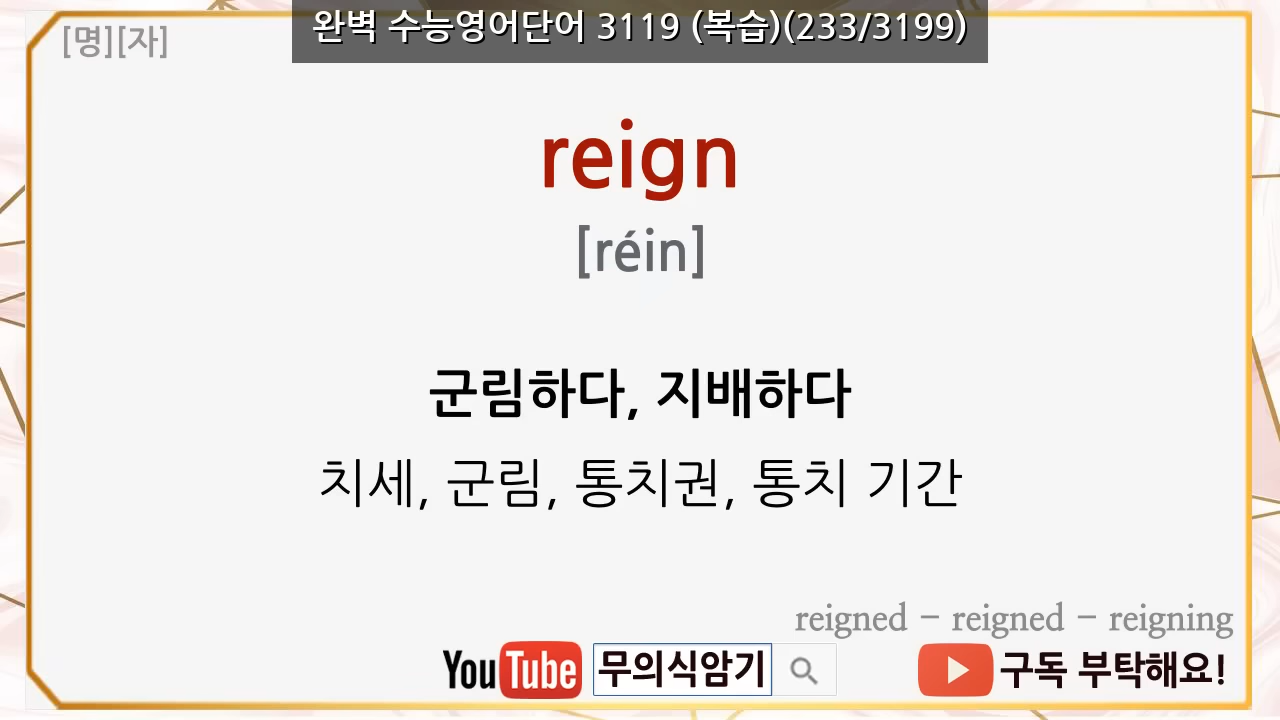 완벽 수능영어단어 3119 (복습)(233/3199)
[명][자]
reign
[réin]
군림하다, 지배하다
치세, 군림, 통치권, 통치 기간
reigned - reigned - reigning
YouTube 무의식암기 구독 부탁해요!